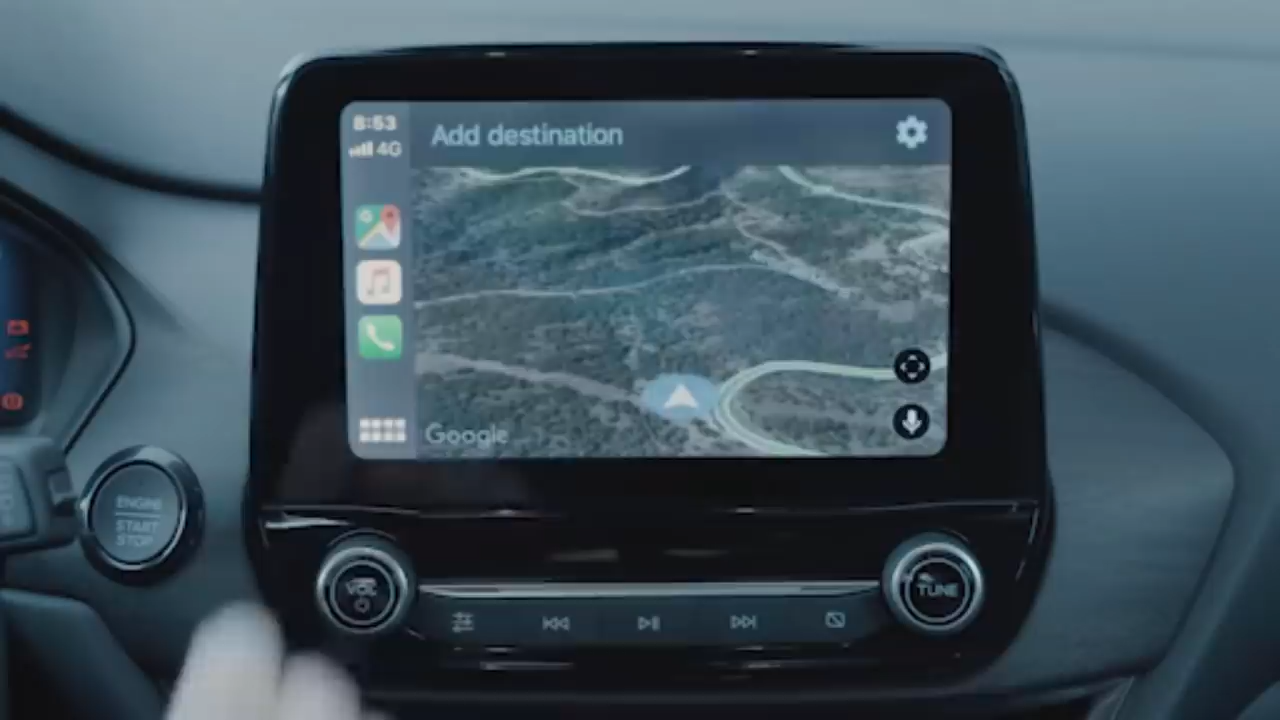 8:53
4G
Add destination
Google
ENGINE
START
STOP
VOL
TUNE